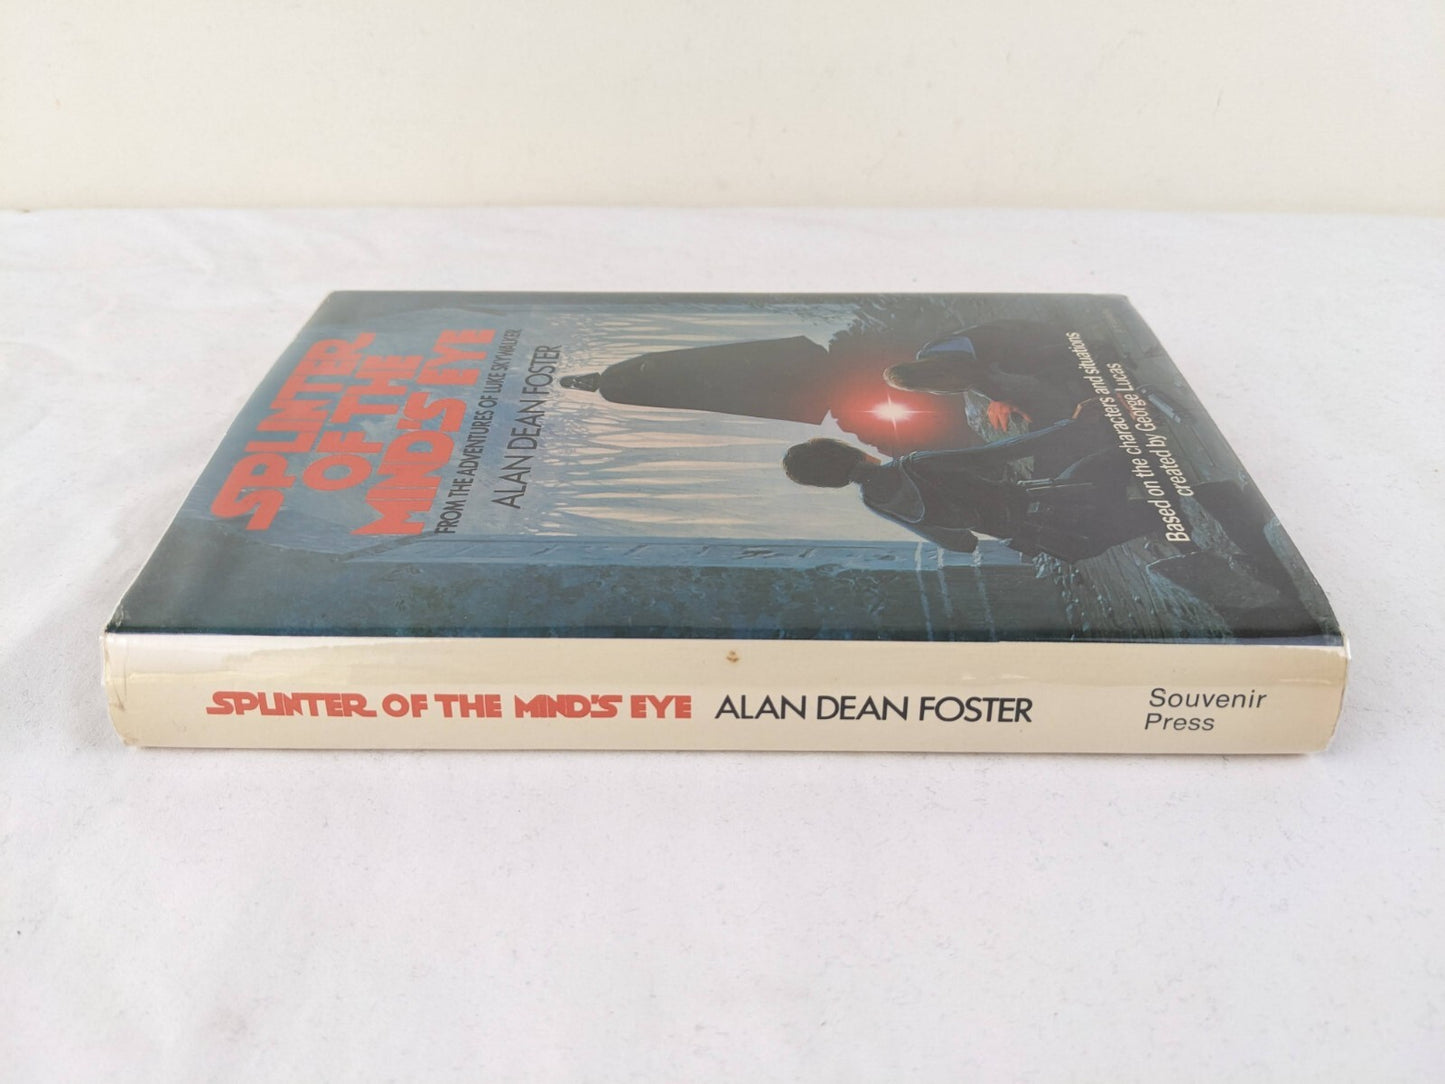 SPLINTER
OF THE
MIND'S EYE
FROM THE ADVENTURES OF LUKE SKYWALKER
ALAN DEAN FOSTER
Based on the characters and situations
created by George Lucas
SPLINTER OF THE MIND'S EYE ALAN DEAN FOSTER
Souvenir
Press